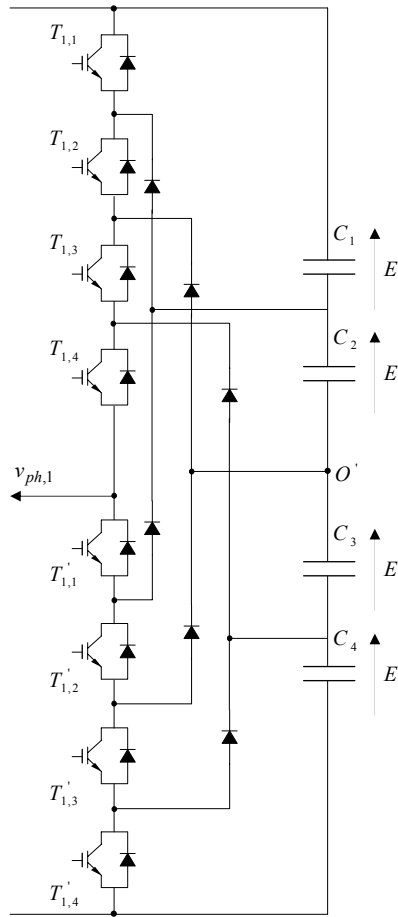 T1,1
T1,2
C1
T1,3
E
C2
T1,4
E
vph,1
O'
C3
T'1,1
E
C4
T'1,2
E
T'1,3
T'1,4